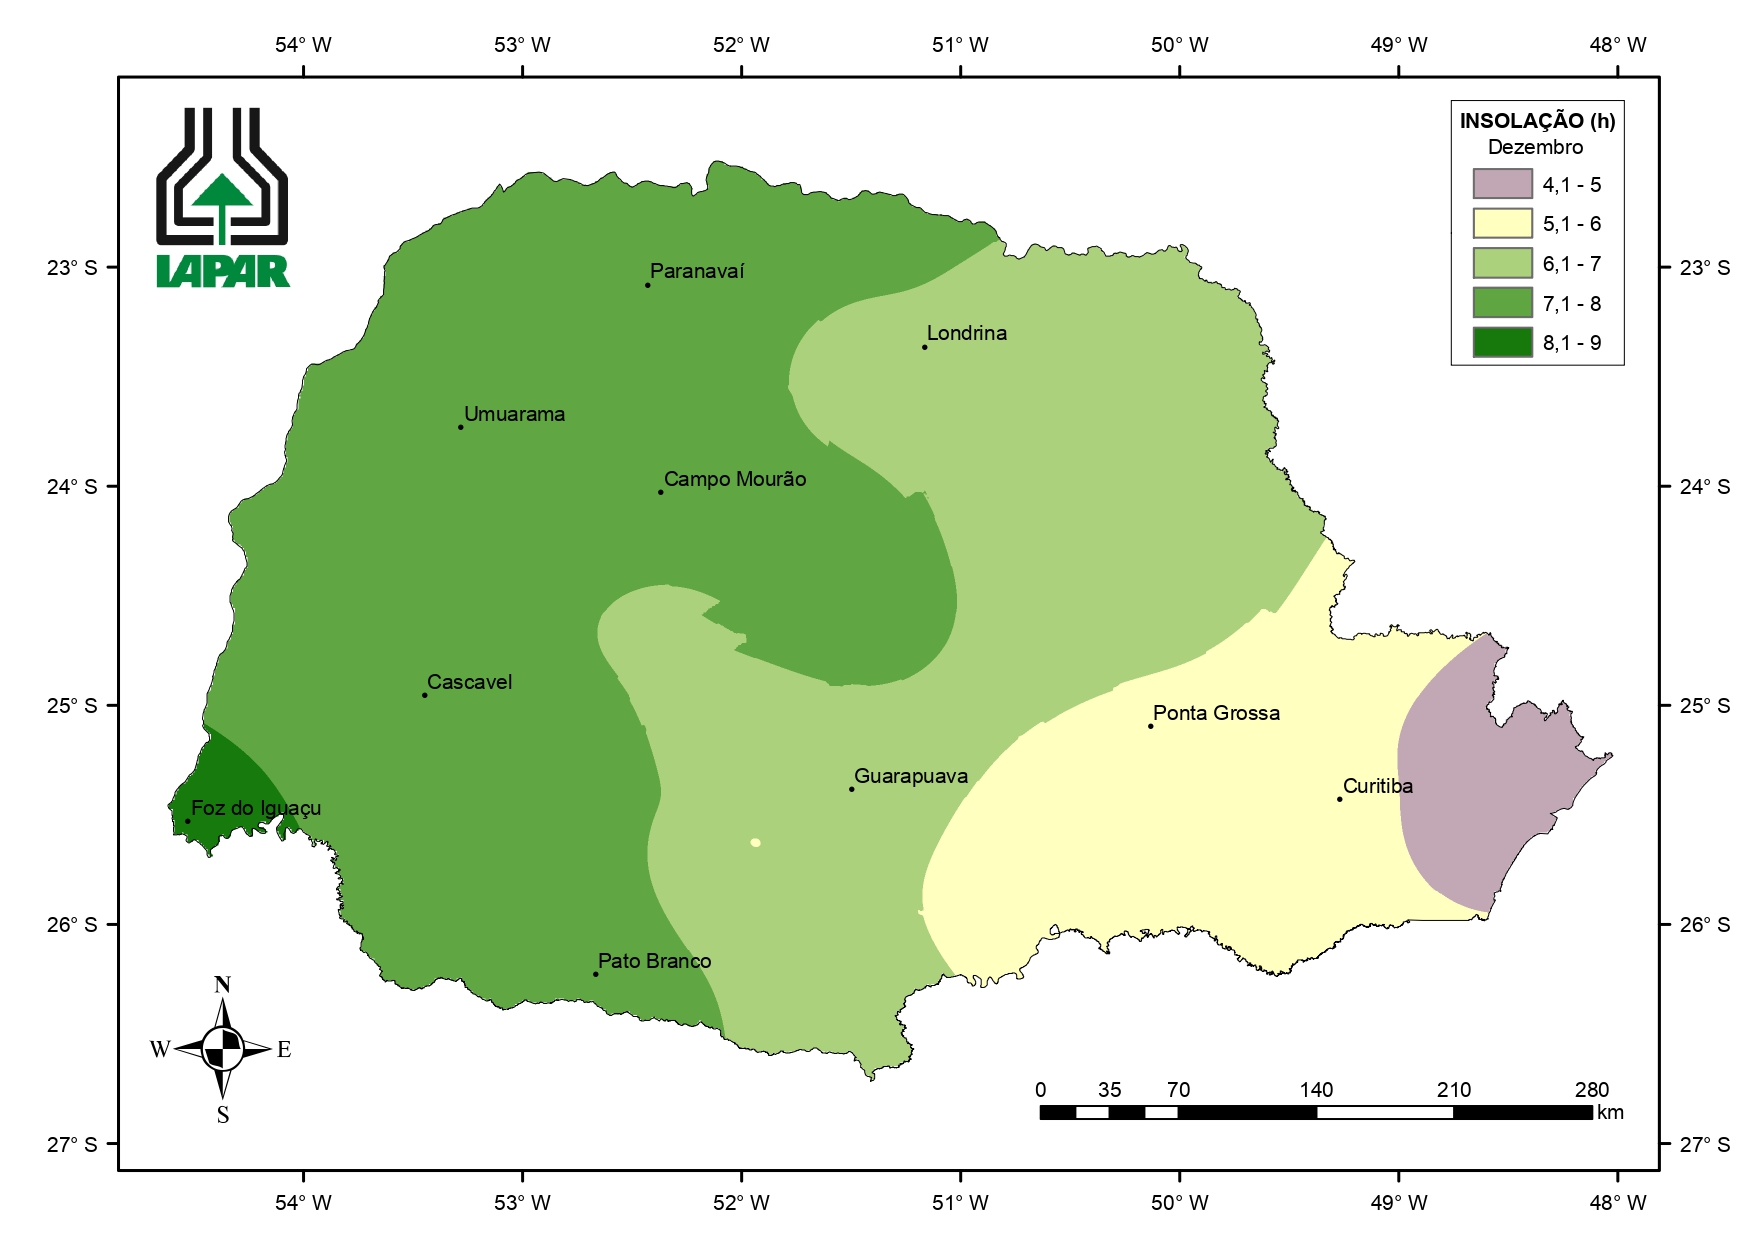 54° W 53° W 52° W 51° W 50° W 49° W 48° W
INSOLAÇÃO (h)
Dezembro
4,1 - 5
5,1 - 6
6,1 - 7
7,1 - 8
8,1 - 9
IAPAR
23° S 23° S
Paranavaí
Londrina
Umuarama
Campo Mourão
24° S 24° S
Cascavel
25° S 25° S
Ponta Grossa
Guarapuava
Curitiba
Foz do Iguaçu
26° S 26° S
Pato Branco
N
W E
S
0 35 70 140 210 280
km
27° S 27° S
54° W 53° W 52° W 51° W 50° W 49° W 48° W